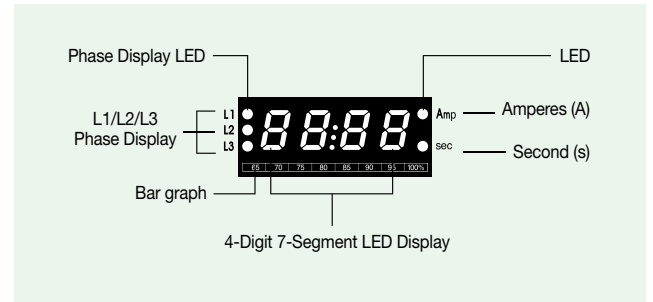 Phase Display LED
LED
L1/L2/L3
Phase Display
L1
L2
L3
88:88
Amp
sec
Amperes (A)
Second (s)
65 70 75 80 85 90 95 100%
Bar graph
4-Digit 7-Segment LED Display